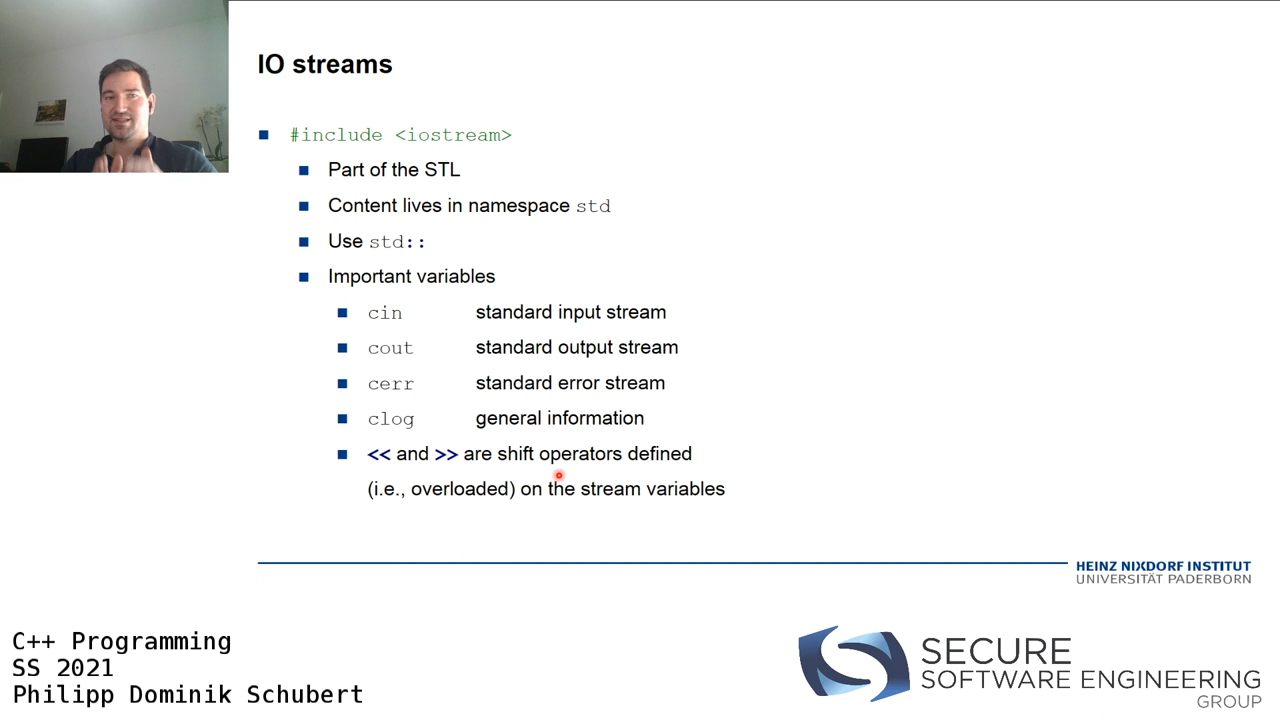 IO streams
#include <iostream>
Part of the STL
Content lives in namespace std
Use std::
Important variables
cin standard input stream
cout standard output stream
cerr standard error stream
clog general information
<< and >> are shift operators defined
(i.e., overloaded) on the stream variables
HEINZ NIXDORF INSTITUT
UNIVERSITÄT PADERBORN
C++ Programming
SS 2021
Philipp Dominik Schubert
SECURE
SOFTWARE ENGINEERING
GROUP